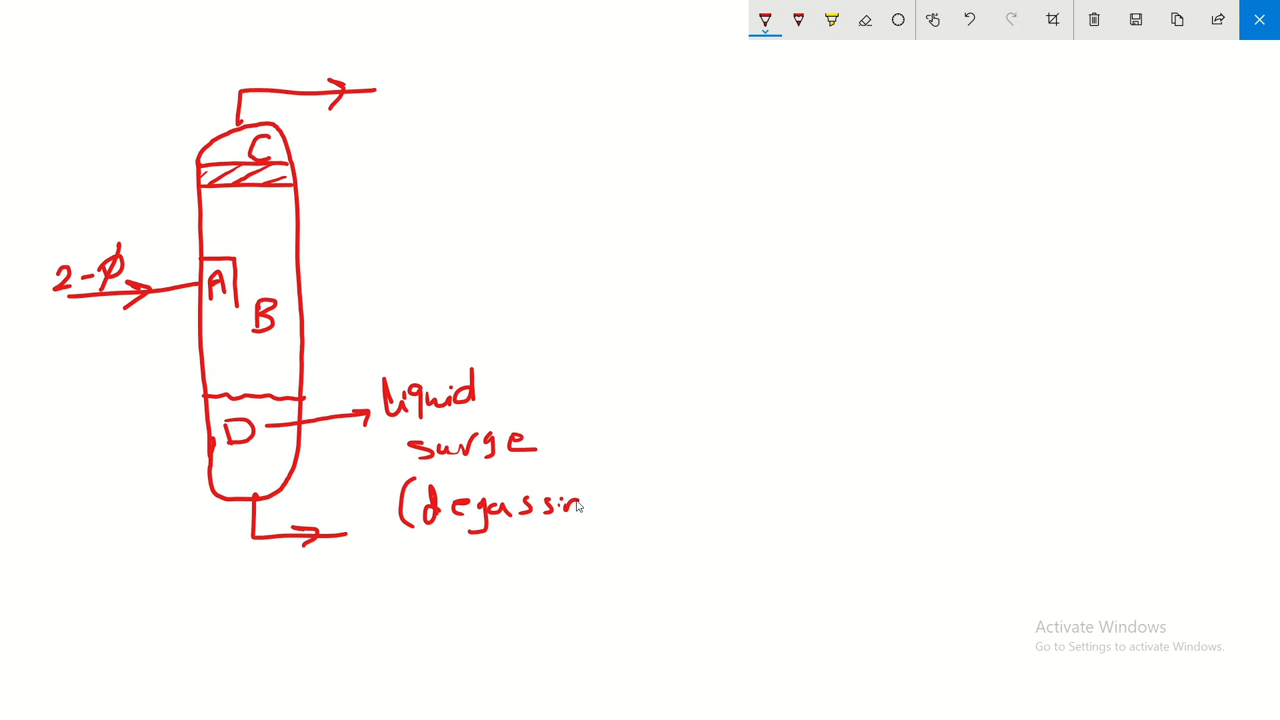 C
2-ϕ
A
B
Liquid
D
surge
(degassin
Activate Windows
Go to Settings to activate Windows.